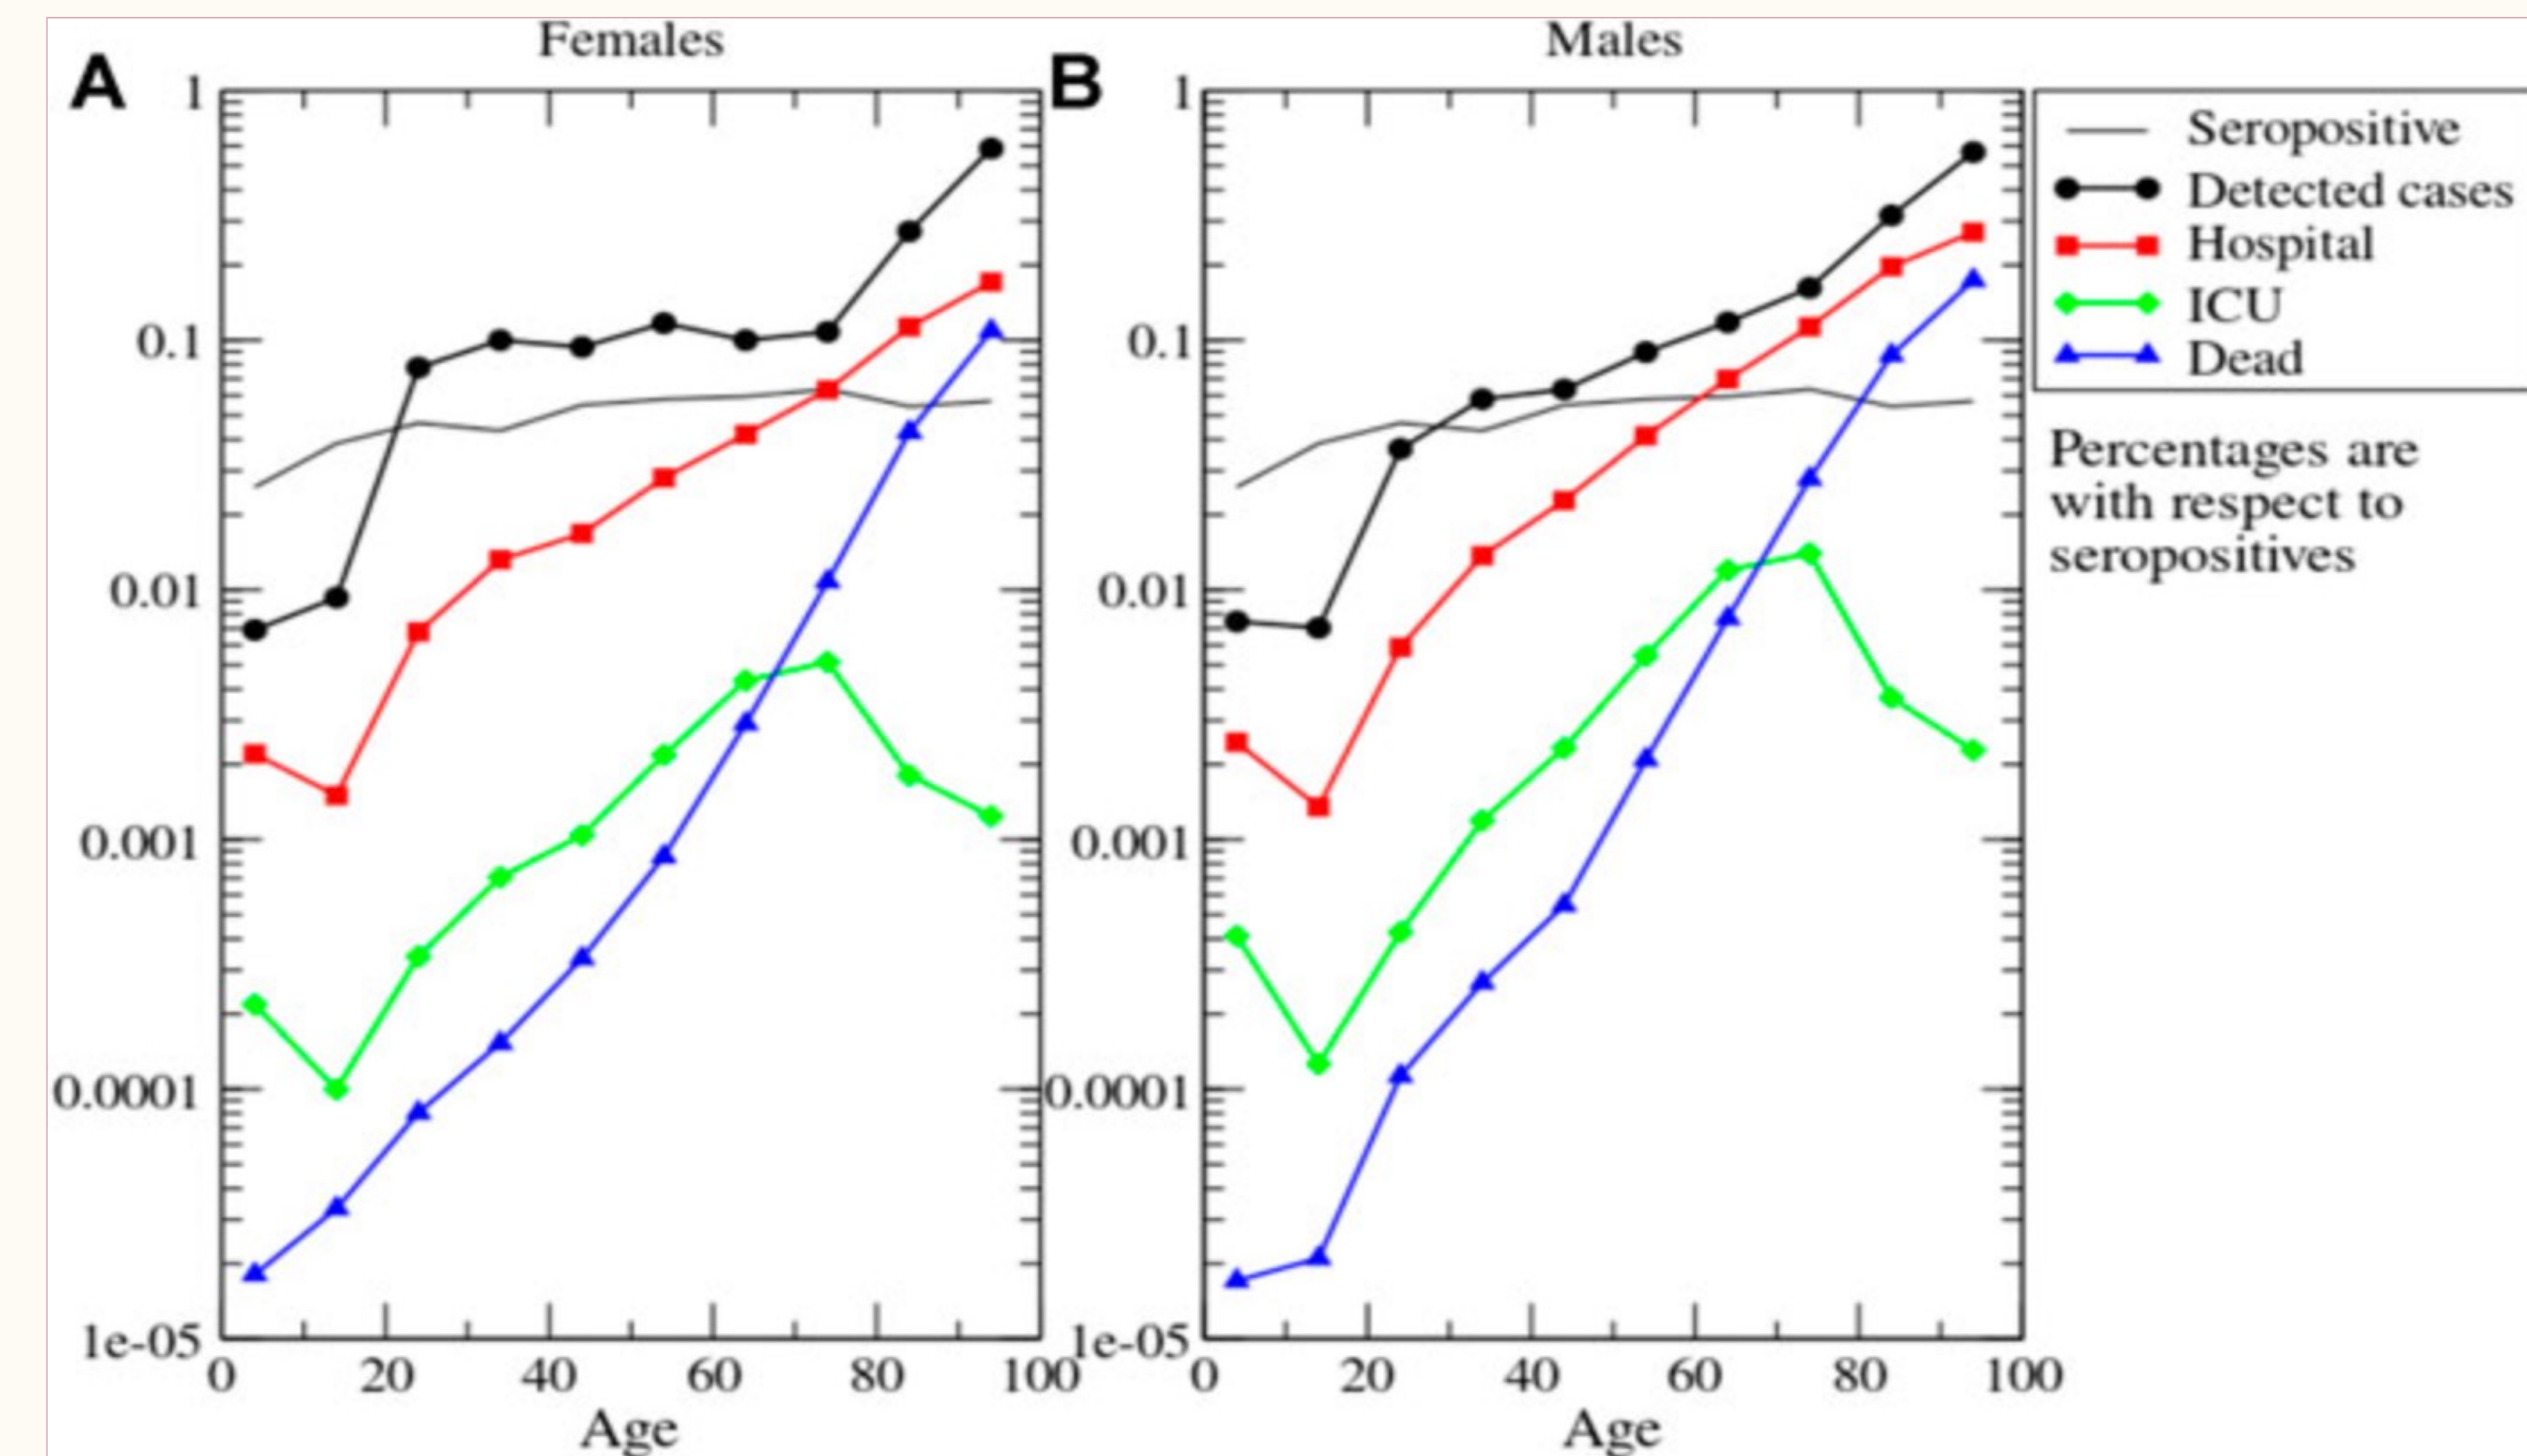 A
Females
1
0.1
0.01
0.001
0.0001
1e-05
0 20 40 60 80 100
Age
B
Males
1
0.1
0.01
0.001
0.0001
1e-05
0 20 40 60 80 100
Age
Seropositive
Detected cases
Hospital
ICU
Dead
Percentages are
with respect to
seropositives